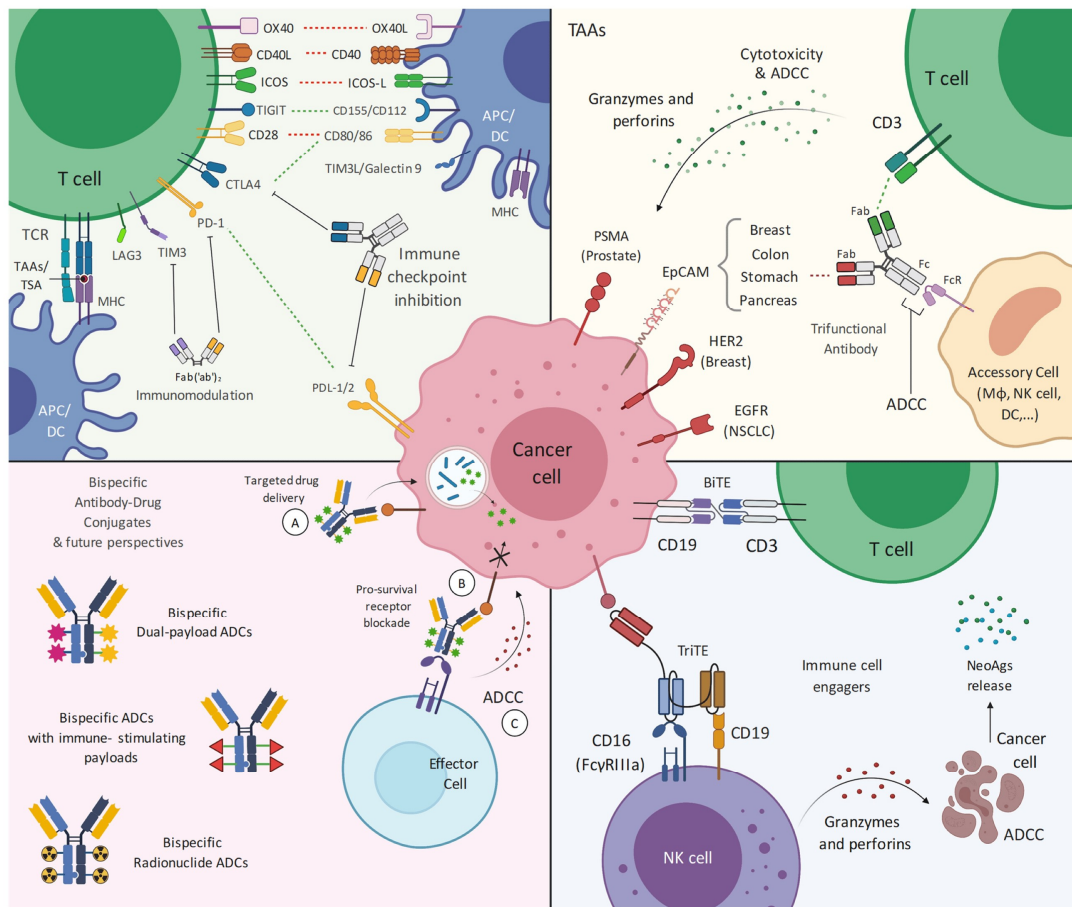 OX40
OX40L
CD40L
CD40
ICOS
ICOS-L
TIGIT
CD155/CD112
CD28
CD80/86
APC/
DC
T cell
CTLA4
TIM3L/Galectin 9
MHC
TCR
LAG3
TIM3
PD-1
TAAs/
TSA
MHC
Immune
checkpoint
inhibition
Fab('ab')₂
Immunomodulation
PDL-1/2
APC/
DC
TAAs
Cytotoxicity
& ADCC
Granzymes and
perforins
T cell
CD3
PSMA
(Prostate)
EpCAM
Breast
Colon
Stomach
Pancreas
Fab
Fab
Fc
FcR
Trifunctional
Antibody
HER2
(Breast)
ADCC
Accessory Cell
(Mϕ, NK cell,
DC,...)
EGFR
(NSCLC)
Cancer
cell
Bispecific
Antibody-Drug
Conjugates
& future perspectives
Targeted drug
delivery
A
B
Pro-survival
receptor
blockade
Bispecific
Dual-payload ADCs
ADCC
C
Bispecific ADCs
with immune- stimulating
payloads
Effector
Cell
Bispecific
Radionuclide ADCs
BiTE
CD19
CD3
T cell
TriTE
Immune cell
engagers
NeoAgs
release
CD16
(FcγRIIIa)
CD19
Cancer
cell
Granzymes
and perforins
ADCC
NK cell